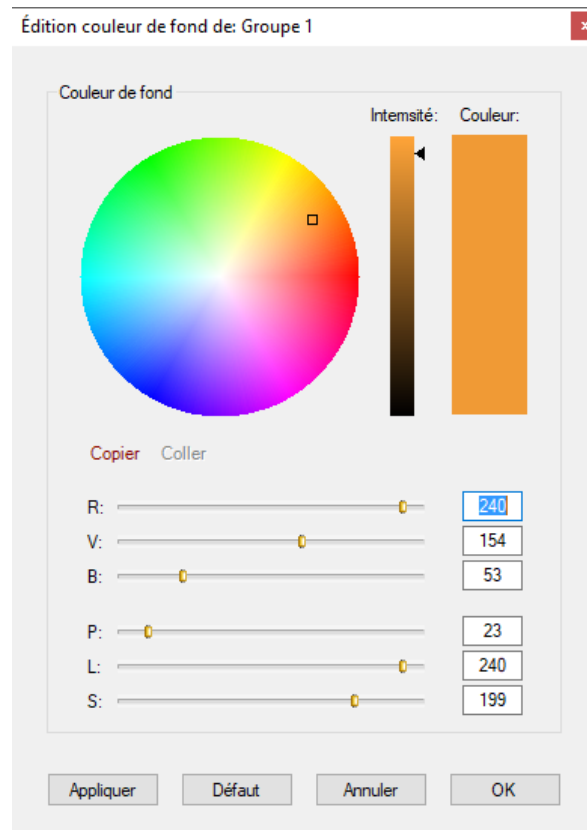 Édition couleur de fond de: Groupe 1
x
Couleur de fond
Intemsité: Couleur:
Copier Coller
R: 240
V: 154
B: 53
P: 23
L: 240
S: 199
Appliquer Défaut Annuler OK